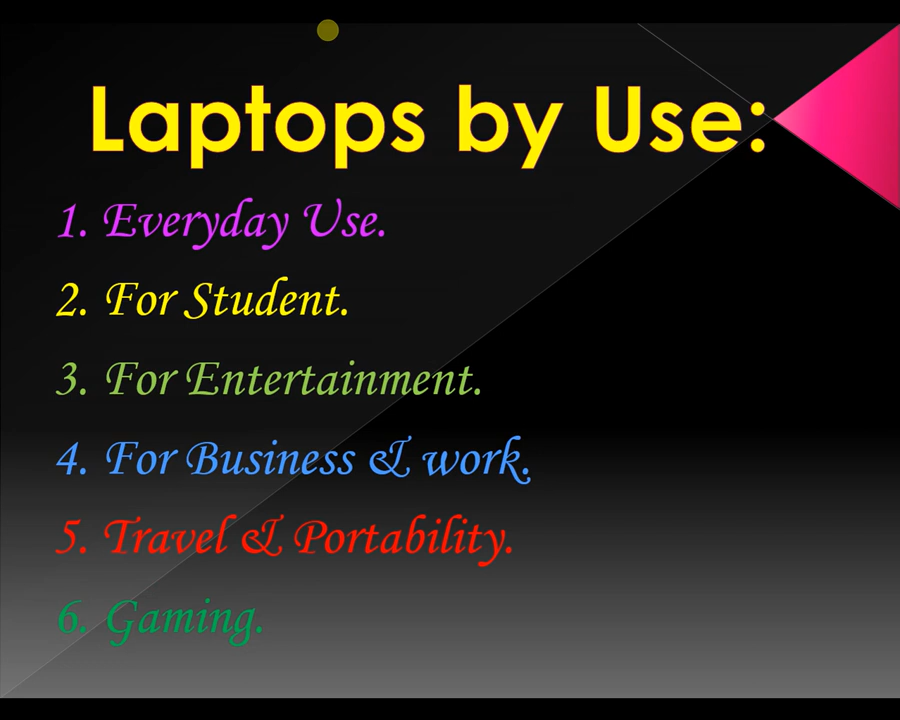 Laptops by Use:
1. Everyday Use.
2. For Student.
3. For Entertainment.
4. For Business & work.
5. Travel & Portability.
6. Gaming.